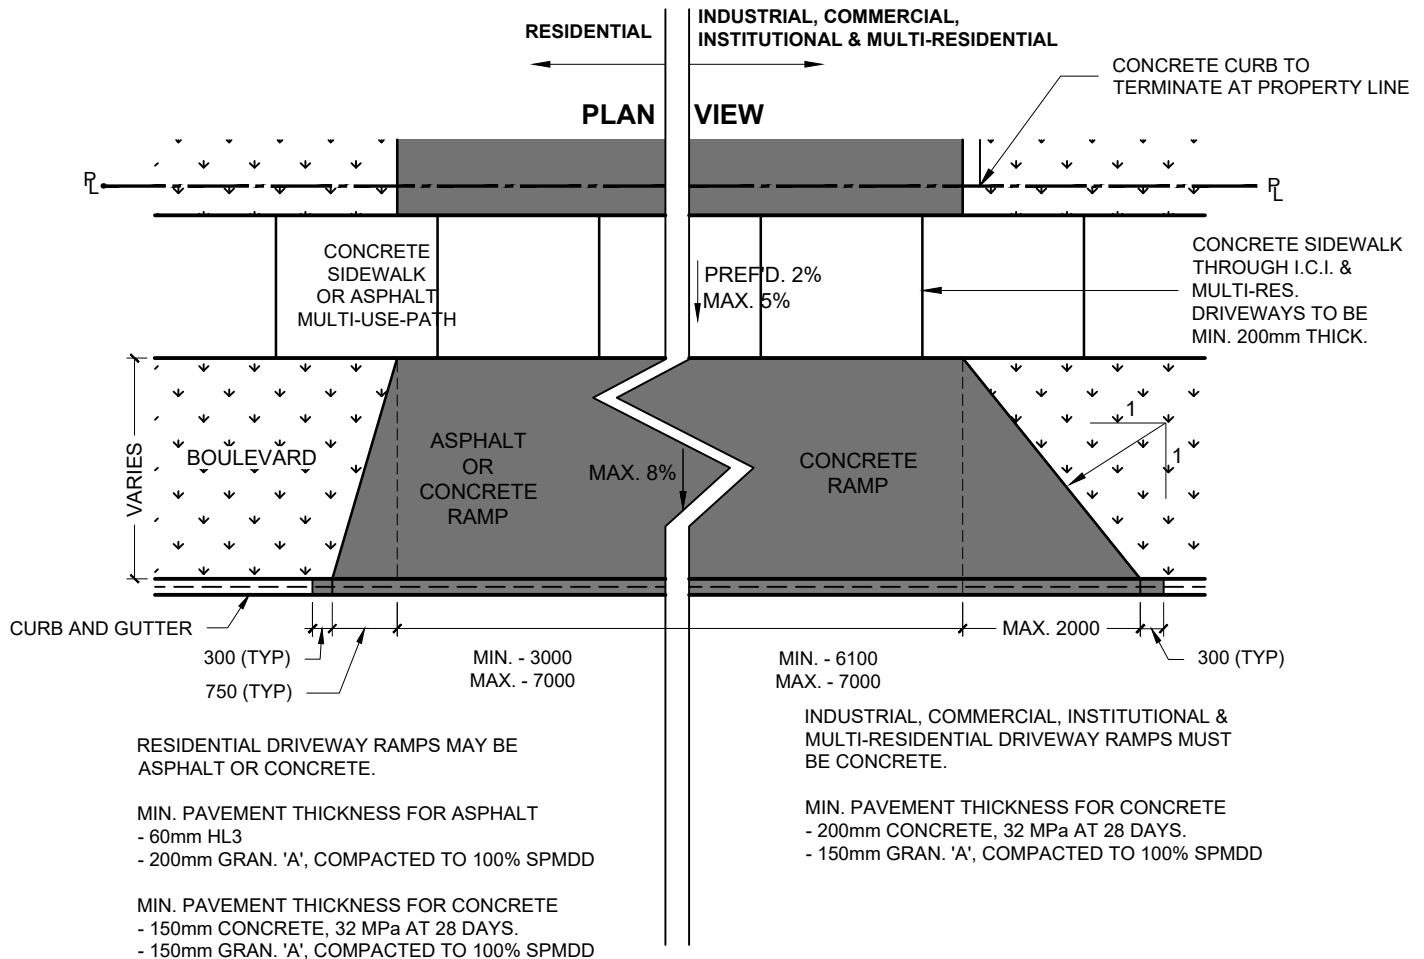 RESIDENTIAL
INDUSTRIAL, COMMERCIAL,
INSTITUTIONAL & MULTI-RESIDENTIAL
CONCRETE CURB TO
TERMINATE AT PROPERTY LINE
PLAN VIEW
PL
PL
CONCRETE
SIDEWALK
OR ASPHALT
MULTI-USE-PATH
PREF'D. 2%
MAX. 5%
CONCRETE SIDEWALK
THROUGH I.C.I. &
MULTI-RES.
DRIVEWAYS TO BE
MIN. 200mm THICK.
VARIES
BOULEVARD
ASPHALT
OR
CONCRETE
RAMP
MAX. 8%
CONCRETE
RAMP
1
1
CURB AND GUTTER
300 (TYP)
750 (TYP)
MIN. - 3000
MAX. - 7000
MIN. - 6100
MAX. - 7000
MAX. 2000
300 (TYP)
RESIDENTIAL DRIVEWAY RAMPS MAY BE
ASPHALT OR CONCRETE.
MIN. PAVEMENT THICKNESS FOR ASPHALT
- 60mm HL3
- 200mm GRAN. 'A', COMPACTED TO 100% SPMDD
MIN. PAVEMENT THICKNESS FOR CONCRETE
- 150mm CONCRETE, 32 MPa AT 28 DAYS.
- 150mm GRAN. 'A', COMPACTED TO 100% SPMDD
INDUSTRIAL, COMMERCIAL, INSTITUTIONAL &
MULTI-RESIDENTIAL DRIVEWAY RAMPS MUST
BE CONCRETE.
MIN. PAVEMENT THICKNESS FOR CONCRETE
- 200mm CONCRETE, 32 MPa AT 28 DAYS.
- 150mm GRAN. 'A', COMPACTED TO 100% SPMDD